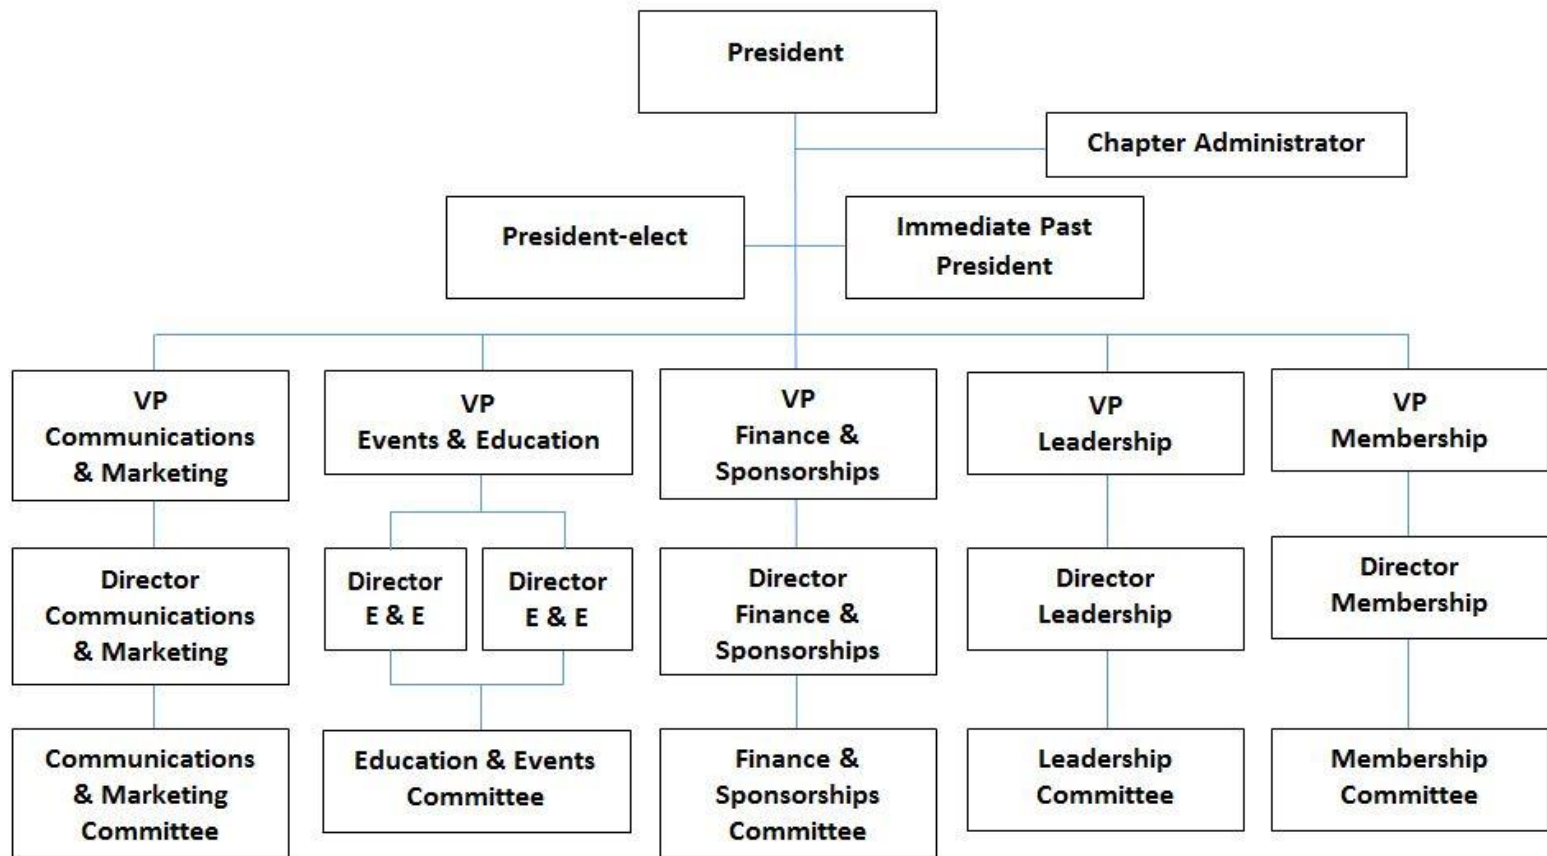 President
Chapter Administrator
President-elect
Immediate Past
President
VP
Communications
& Marketing
VP
Events & Education
VP
Finance &
Sponsorships
VP
Leadership
VP
Membership
Director
Communications
& Marketing
Director
E & E
Director
E & E
Director
Finance &
Sponsorships
Director
Leadership
Director
Membership
Communications
& Marketing
Committee
Education & Events
Committee
Finance &
Sponsorships
Committee
Leadership
Committee
Membership
Committee